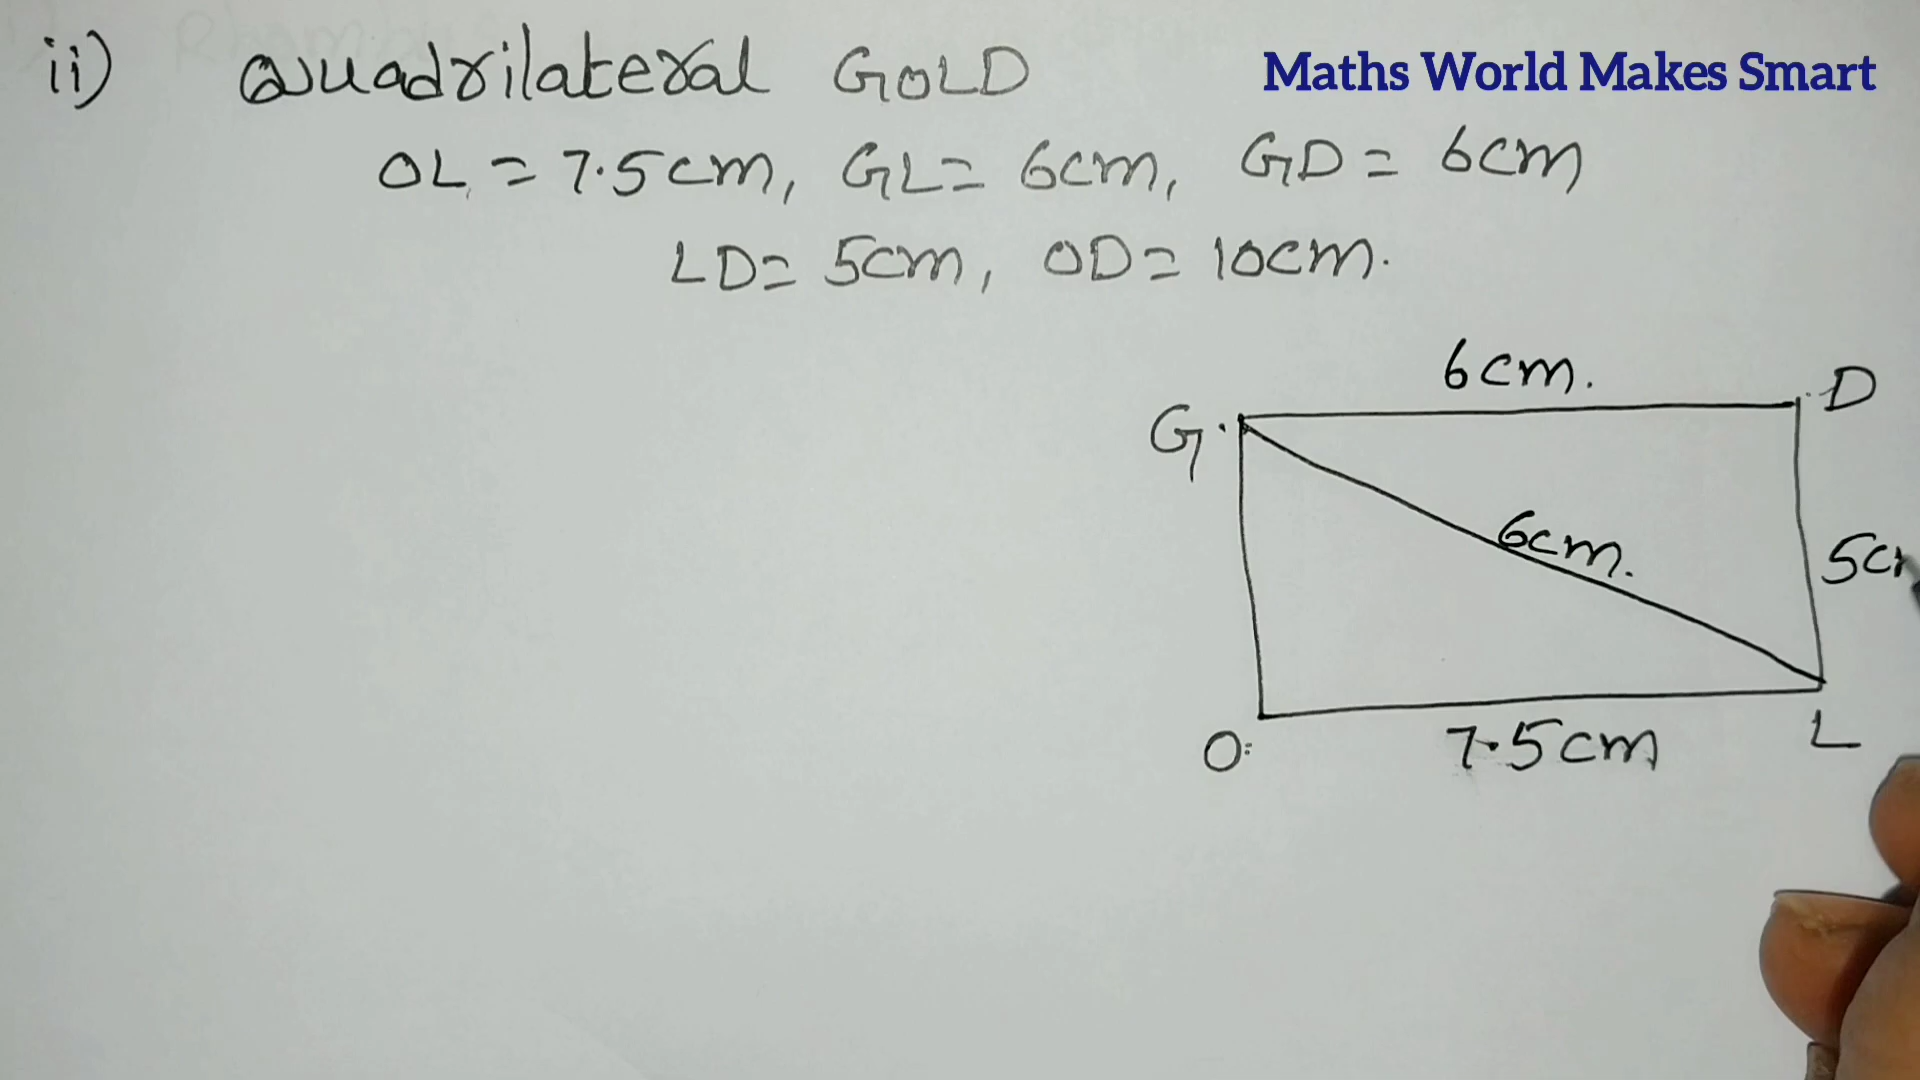 ii) Quadrilateral GOLD
Maths World Makes Smart
OL = 7.5cm, GL = 6cm, GD = 6cm
LD = 5cm, OD = 10cm.
6cm.
G D
6cm.
5cm
O 7.5cm L